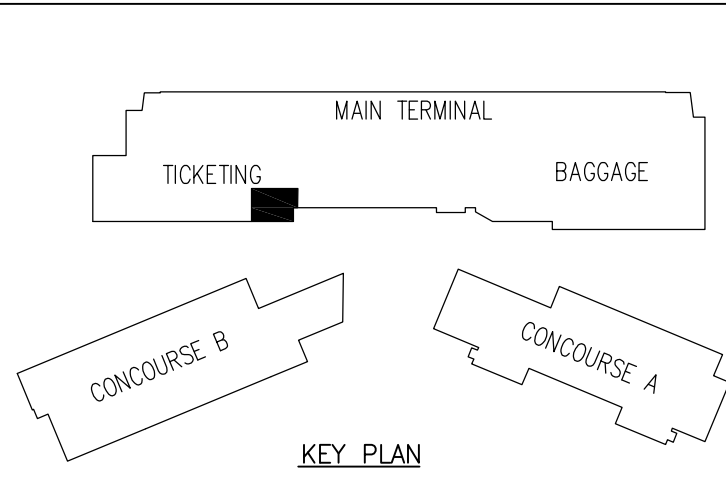 MAIN TERMINAL
TICKETING
BAGGAGE
CONCOURSE B
CONCOURSE A
KEY PLAN